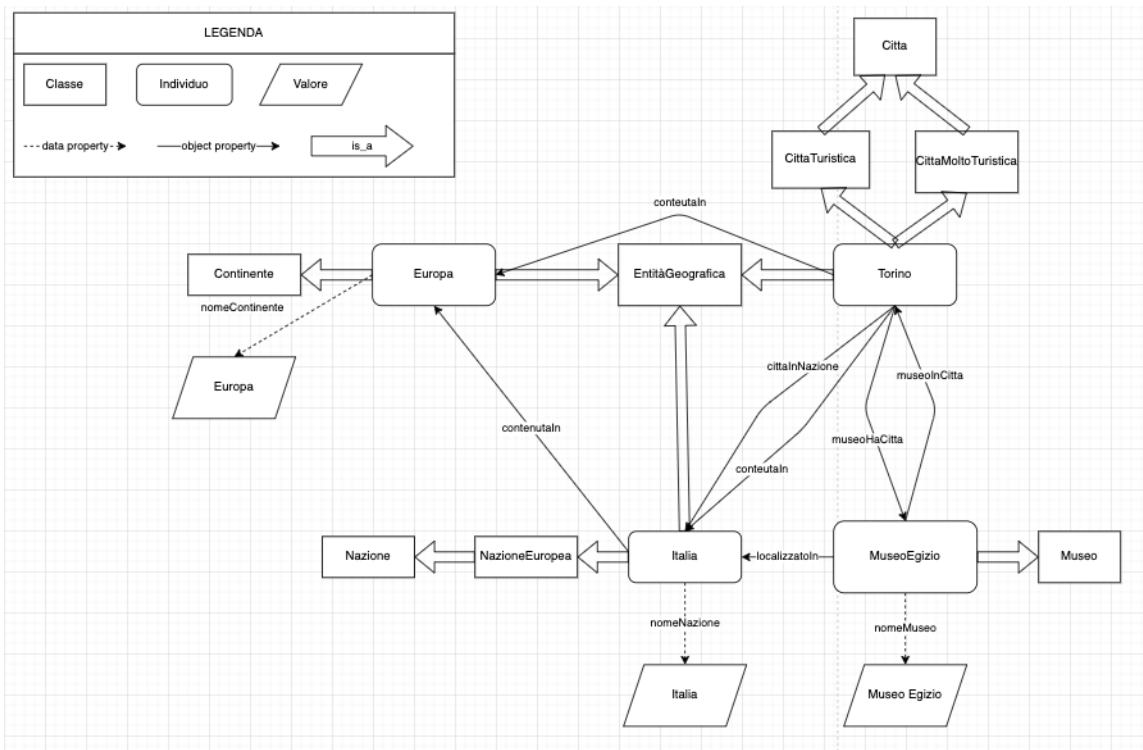 LEGENDA
Classe
Individuo
Valore
data property
object property
is_a
Citta
CittaTuristica
CittaMoltoTuristica
conteutaIn
Continente
Europa
EntitàGeografica
Torino
nomeContinente
Europa
cittaInNazione
museoInCitta
contenutaIn
museoHaCitta
conteutaIn
Nazione
NazioneEuropea
Italia
localizzatoIn
MuseoEgizio
Museo
nomeNazione
nomeMuseo
Italia
Museo Egizio